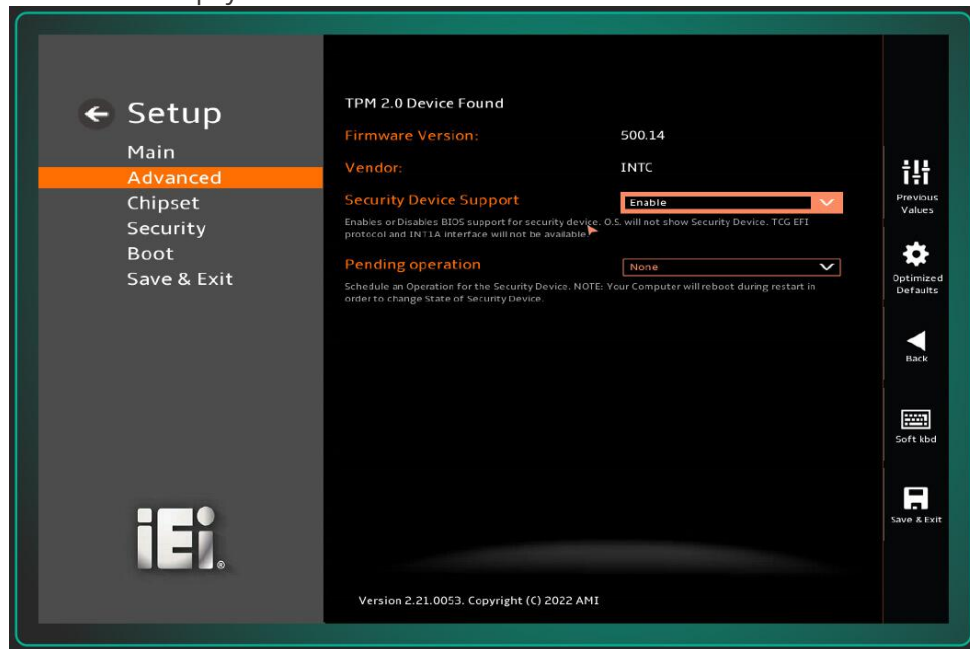 Setup
Main
Advanced
Chipset
Security
Boot
Save & Exit
iEi®
TPM 2.0 Device Found
Firmware Version: 500.14
Vendor: INTC
Security Device Support Enable
Enables or Disables BIOS support for security device. O.S. will not show Security Device. TCG EFI
protocol and INT1A interface will not be available.
Pending operation None
Schedule an Operation for the Security Device. NOTE: Your Computer will reboot during restart in
order to change State of Security Device.
Version 2.21.0053. Copyright (C) 2022 AMI
Previous
Values
Optimized
Defaults
Back
Soft kbd
Save & Exit